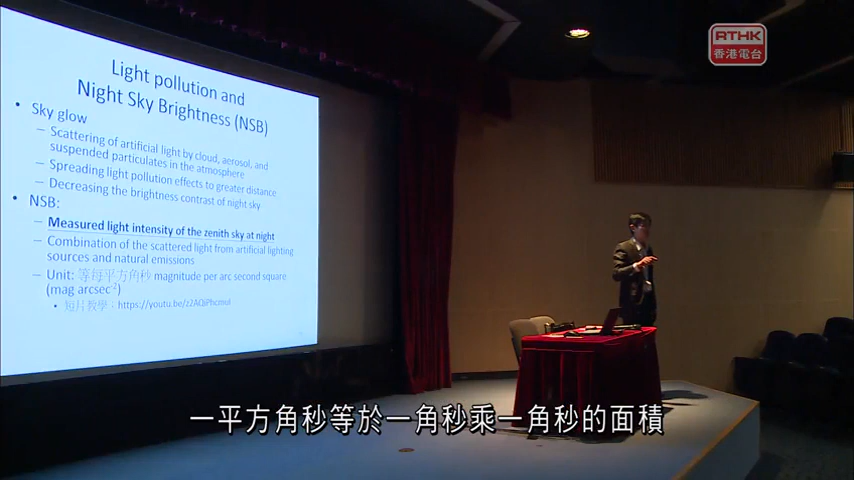 RTHK
香港電台
Light pollution and
Night Sky Brightness (NSB)
• Sky glow
– Scattering of artificial light by cloud, aerosol, and
suspended particulates in the atmosphere
– Spreading light pollution effects to greater distance
– Decreasing the brightness contrast of night sky
• NSB:
– Measured light intensity of the zenith sky at night
– Combination of the scattered light from artificial lighting
sources and natural emissions
– Unit: 等每平方角秒 magnitude per arc second square
(mag arcsec⁻²)
• 短片教學：
一平方角秒等於一角秒乘一角秒的面積